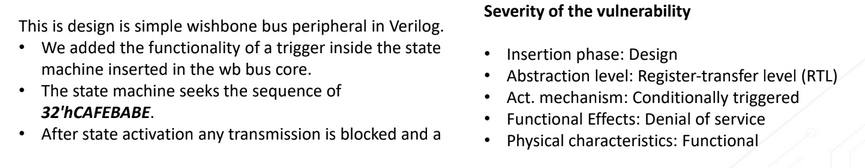 This is design is simple wishbone bus peripheral in Verilog.
• We added the functionality of a trigger inside the state
machine inserted in the wb bus core.
• The state machine seeks the sequence of
32'hCAFEBABE.
• After state activation any transmission is blocked and a
Severity of the vulnerability
• Insertion phase: Design
• Abstraction level: Register-transfer level (RTL)
• Act. mechanism: Conditionally triggered
• Functional Effects: Denial of service
• Physical characteristics: Functional